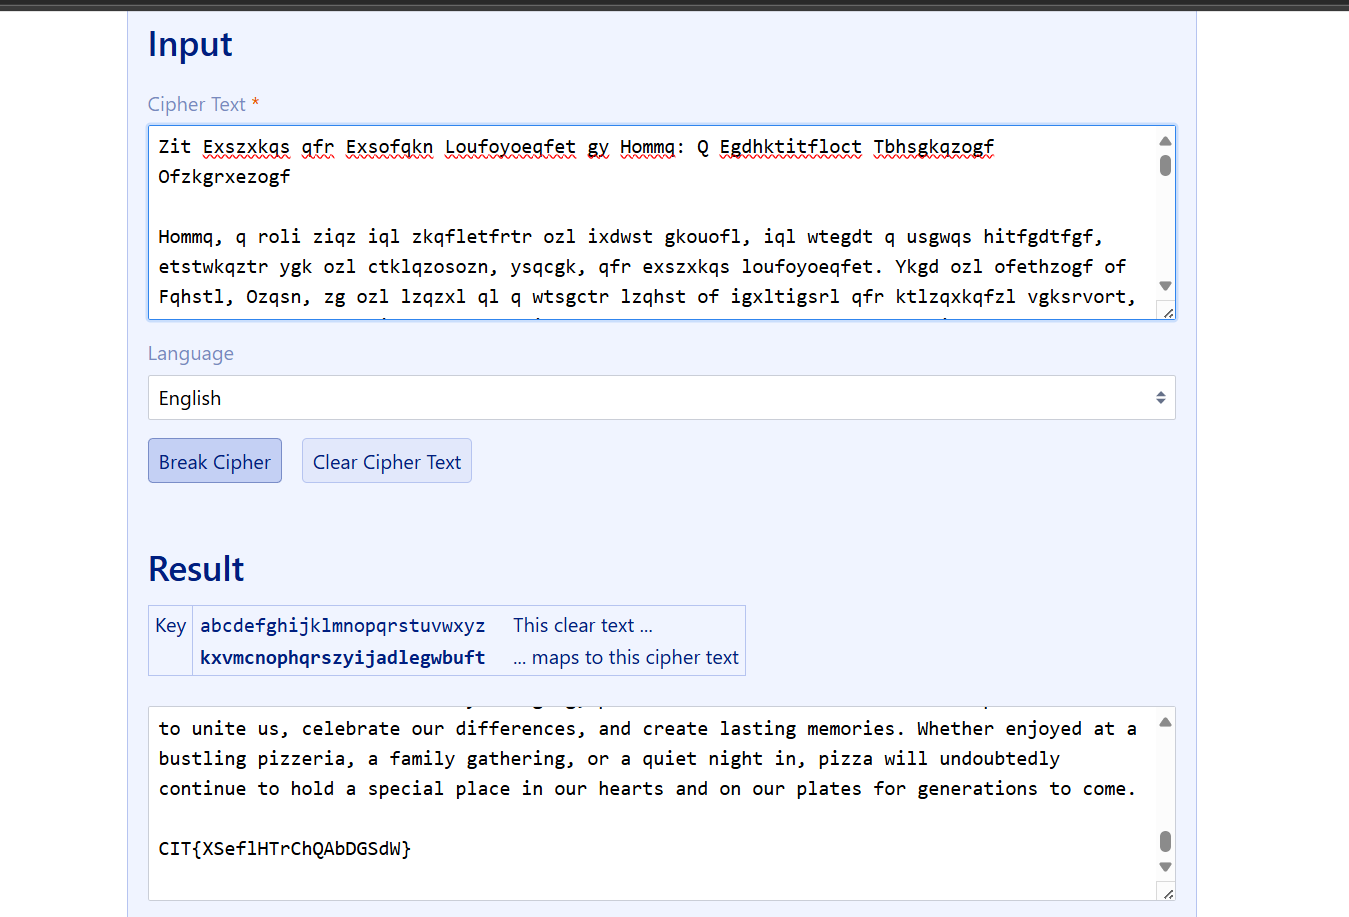 Input
Cipher Text *
Zit Exszxkqs qfr Exsofqkn Loufoyoeqfet gy Hommq: Q Egdhktitfloct Tbhsgkqzogf
Ofzkgrxezogf
Hommq, q roli ziqz iql zkqfletfrtr ozl ixdwst gkouofl, iql wtegdt q usgwqs hitfgdtfgf,
etstwkqztr ygk ozl ctklqzosozn, ysqcgk, qfr exszxkqs loufoyoeqfet. Ykgd ozl ofethzogf of
Fqhstl, Ozqsn, zg ozl lzqzxl ql q wtsgctr lzqhst of igxltigsrl qfr ktlzqxkqfzl vgksrvort,
Language
English
Break Cipher Clear Cipher Text
Result
Key abcdefghijklmnopqrstuvwxyz This clear text ...
kxvmcnophqrszyijadlegwbuft ... maps to this cipher text
to unite us, celebrate our differences, and create lasting memories. Whether enjoyed at a
bustling pizzeria, a family gathering, or a quiet night in, pizza will undoubtedly
continue to hold a special place in our hearts and on our plates for generations to come.
CIT{XSeflHTrChQAbDGSdW}